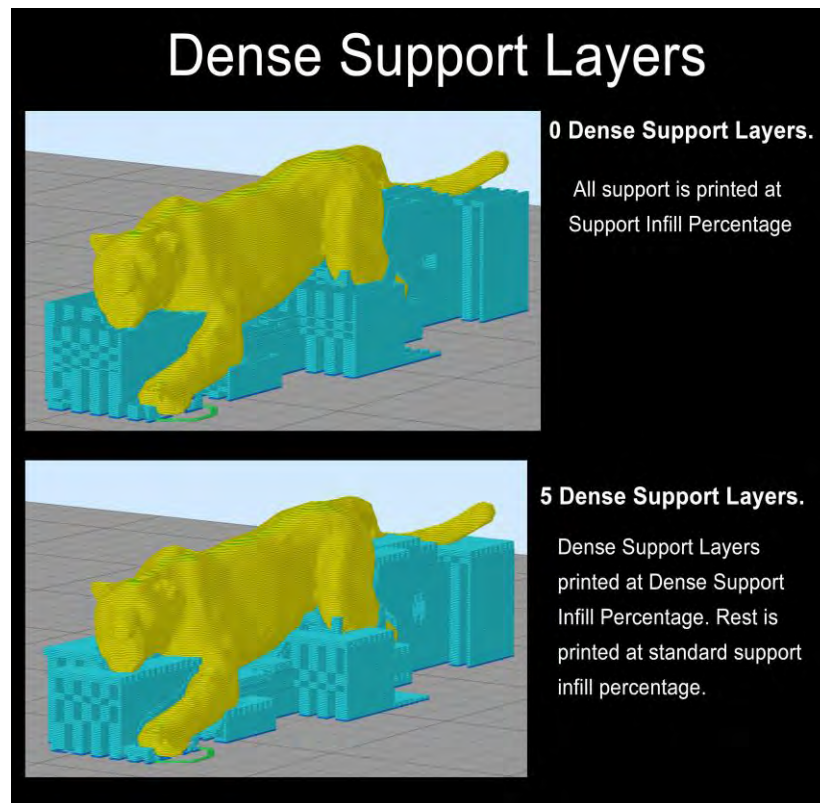 Dense Support Layers
0 Dense Support Layers.
All support is printed at
Support Infill Percentage
5 Dense Support Layers.
Dense Support Layers
printed at Dense Support
Infill Percentage. Rest is
printed at standard support
infill percentage.